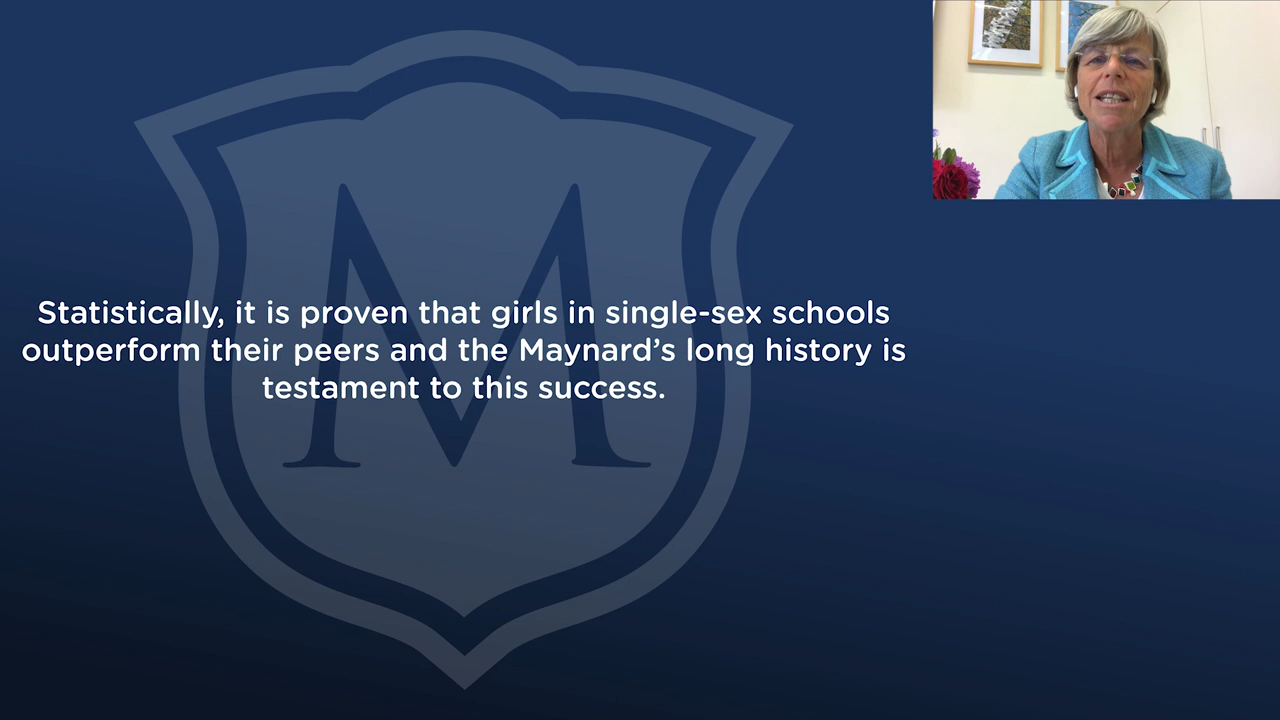 Statistically, it is proven that girls in single-sex schools
outperform their peers and the Maynard’s long history is
testament to this success.
M